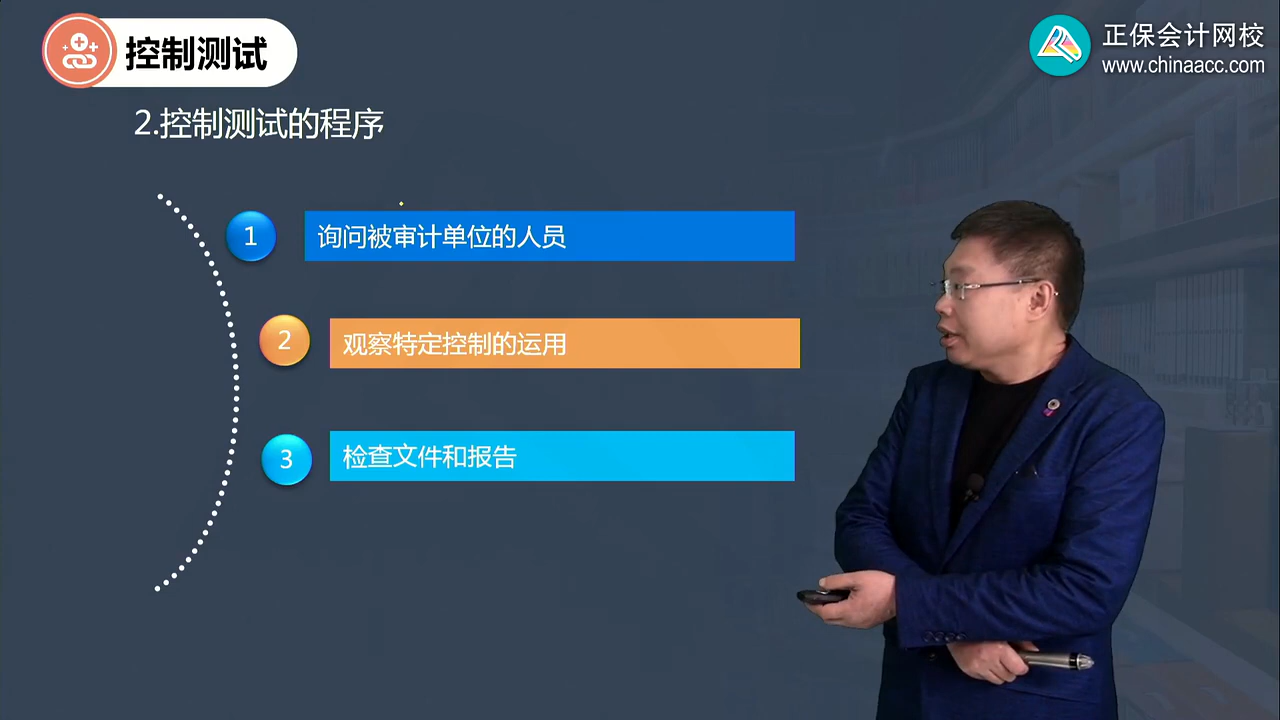 控制测试
正保会计网校
www.chinaacc.com
2.控制测试的程序
1
询问被审计单位的人员
2
观察特定控制的运用
3
检查文件和报告